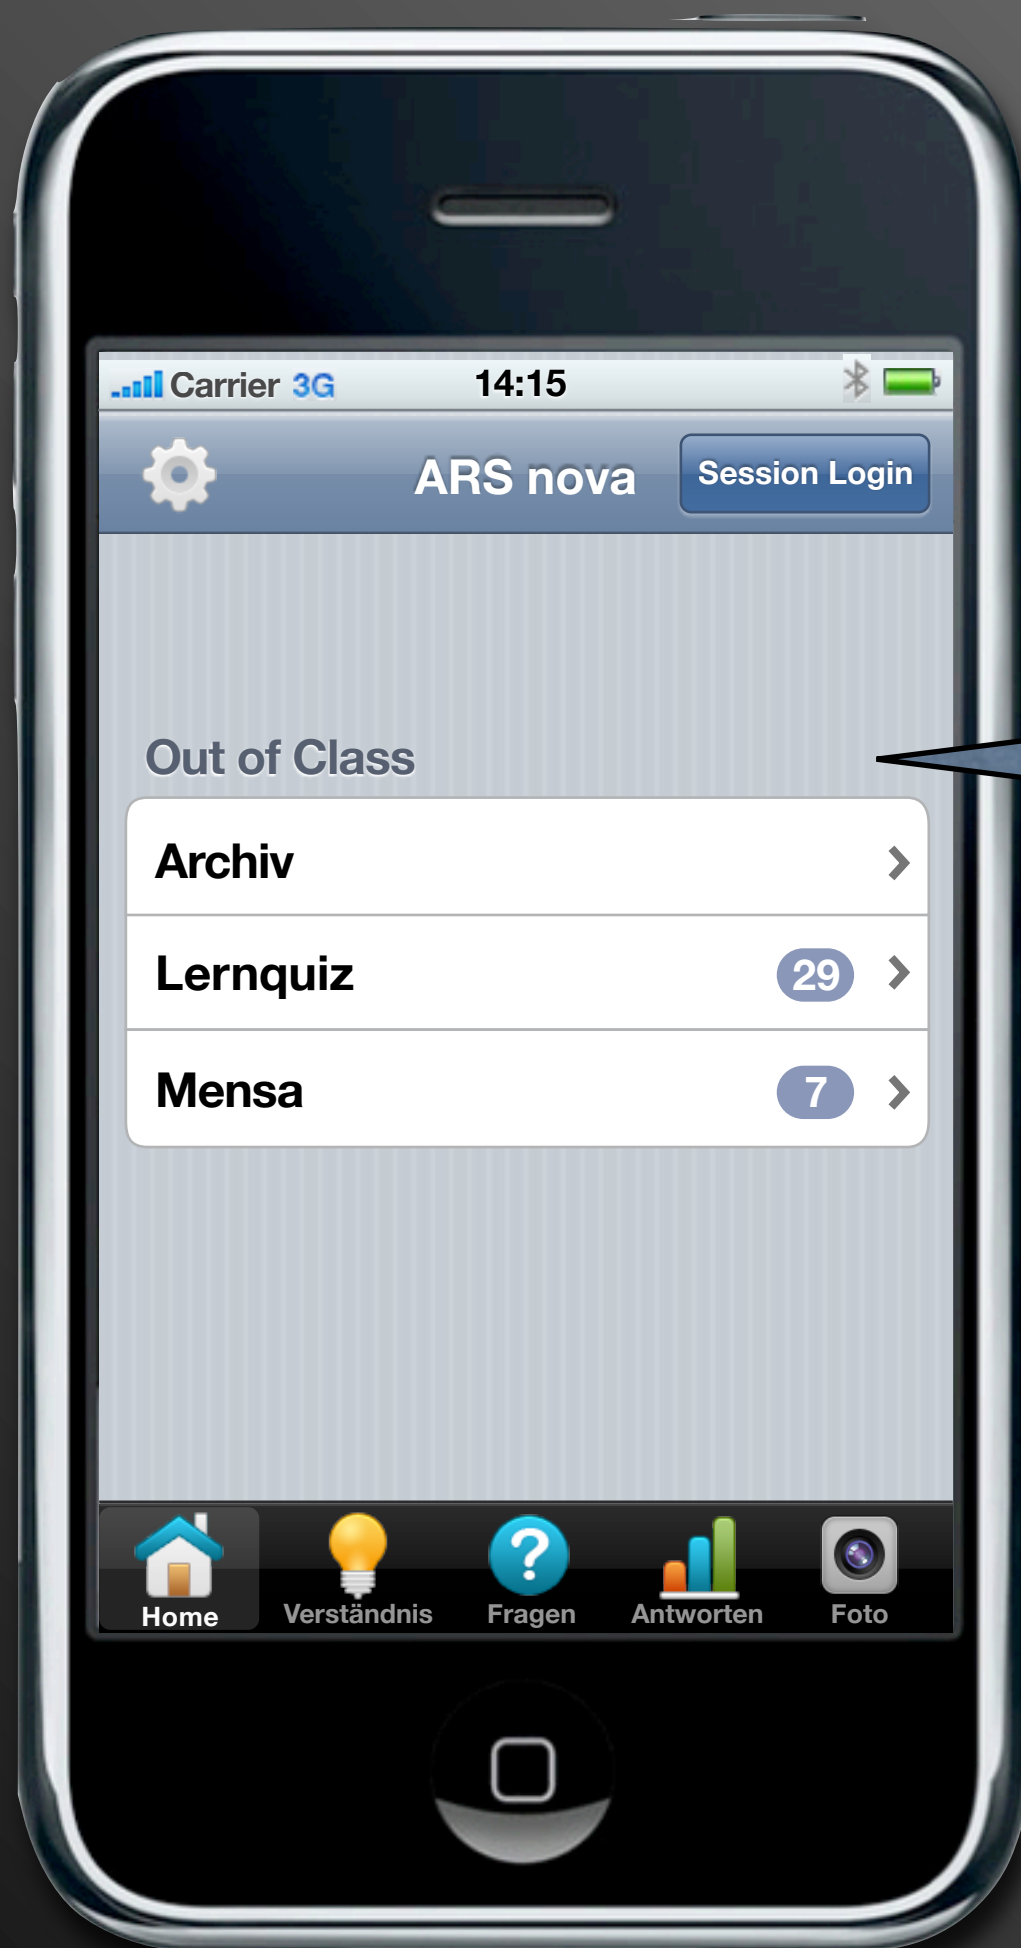 Carrier 3G 14:15
ARS nova Session Login
Out of Class
Archiv
Lernquiz 29
Mensa 7
Home Verständnis Fragen Antworten Foto